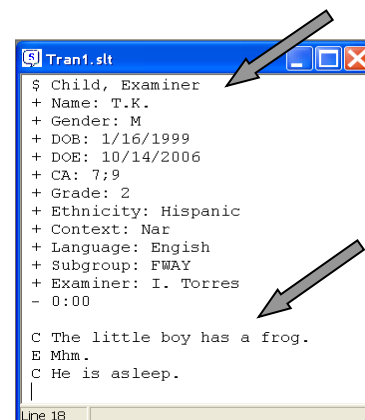 Tran1.slt
$ Child, Examiner
+ Name: T.K.
+ Gender: M
+ DOB: 1/16/1999
+ DOE: 10/14/2006
+ CA: 7;9
+ Grade: 2
+ Ethnicity: Hispanic
+ Context: Nar
+ Language: Engish
+ Subgroup: FWAY
+ Examiner: I. Torres
- 0:00
C The little boy has a frog.
E Mhm.
C He is asleep.
Line 18